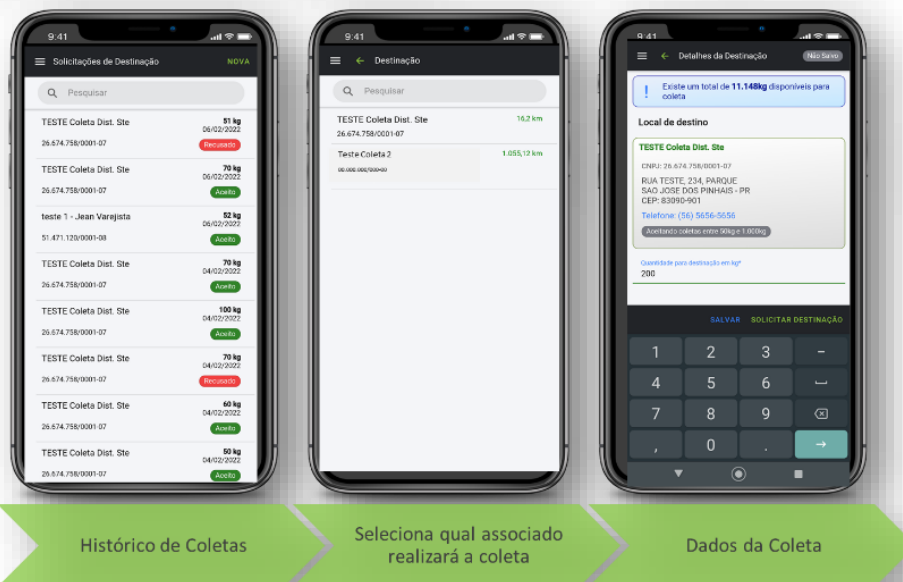 9:41
Solicitações de Destinação NOVA
Pesquisar
TESTE Coleta Dist. Ste 51 kg
06/02/2022
26.674.758/0001-07 Recusado
TESTE Coleta Dist. Ste 70 kg
06/02/2022
26.674.758/0001-07 Aceito
teste 1 - Jean Varejista 52 kg
06/02/2022
51.471.120/0001-08 Aceito
TESTE Coleta Dist. Ste 70 kg
04/02/2022
26.674.758/0001-07 Aceito
TESTE Coleta Dist. Ste 100 kg
04/02/2022
26.674.758/0001-07 Aceito
TESTE Coleta Dist. Ste 70 kg
04/02/2022
26.674.758/0001-07 Recusado
TESTE Coleta Dist. Ste 60 kg
04/02/2022
26.674.758/0001-07 Aceito
TESTE Coleta Dist. Ste 50 kg
04/02/2022
26.674.758/0001-07 Aceito
Histórico de Coletas
9:41
Destinação
Pesquisar
TESTE Coleta Dist. Ste 16,2 km
26.674.758/0001-07
Teste Coleta 2 1.055,12 km
Seleciona qual associado
realizará a coleta
9:41
Detalhes da Destinação Não Salvo
Existe um total de 11.148kg disponíveis para
coleta
Local de destino
TESTE Coleta Dist. Ste
CNPJ: 26.674.758/0001-07
RUA TESTE, 234, PARQUE
SAO JOSE DOS PINHAIS - PR
CEP: 83090-901
Telefone: (56) 5656-5656
Aceitando coletas entre 50kg e 1.000kg
Quantidade para destinação em kg*
200
SALVAR SOLICITAR DESTINAÇÃO
1 2 3 -
4 5 6
7 8 9
, 0 .
Dados da Coleta